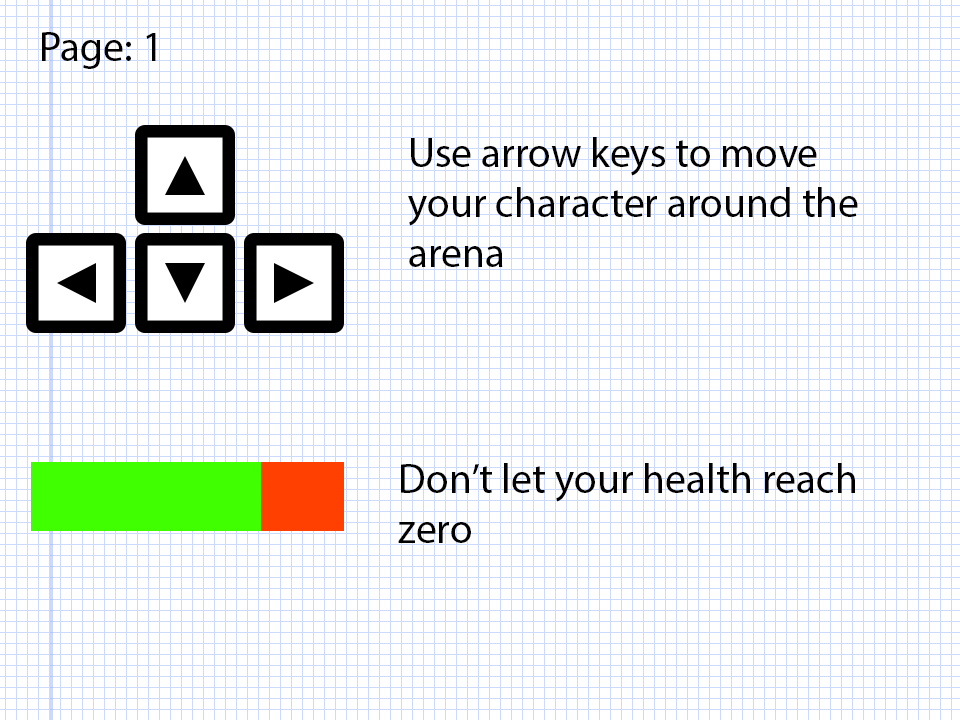 Page: 1
Use arrow keys to move
your character around the
arena
Don’t let your health reach
zero